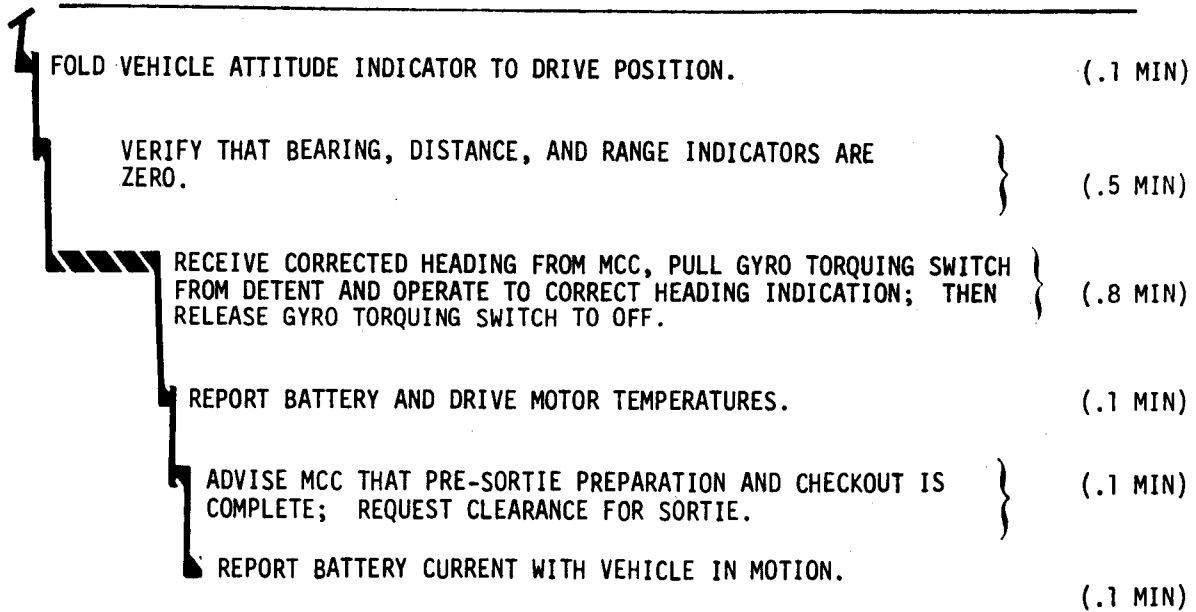 FOLD VEHICLE ATTITUDE INDICATOR TO DRIVE POSITION. (.1 MIN)
VERIFY THAT BEARING, DISTANCE, AND RANGE INDICATORS ARE
ZERO. (.5 MIN)
RECEIVE CORRECTED HEADING FROM MCC, PULL GYRO TORQUING SWITCH
FROM DETENT AND OPERATE TO CORRECT HEADING INDICATION; THEN (.8 MIN)
RELEASE GYRO TORQUING SWITCH TO OFF.
REPORT BATTERY AND DRIVE MOTOR TEMPERATURES. (.1 MIN)
ADVISE MCC THAT PRE-SORTIE PREPARATION AND CHECKOUT IS (.1 MIN)
COMPLETE; REQUEST CLEARANCE FOR SORTIE.
REPORT BATTERY CURRENT WITH VEHICLE IN MOTION.
(.1 MIN)